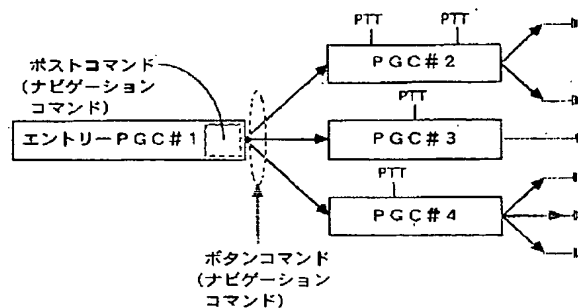 PTT PTT
ポストコマンド
(ナビゲーション
コマンド)
PGC#2
PTT
エントリーPGC#1
PGC#3
PTT
PGC#4
ボタンコマンド
(ナビゲーション
コマンド)